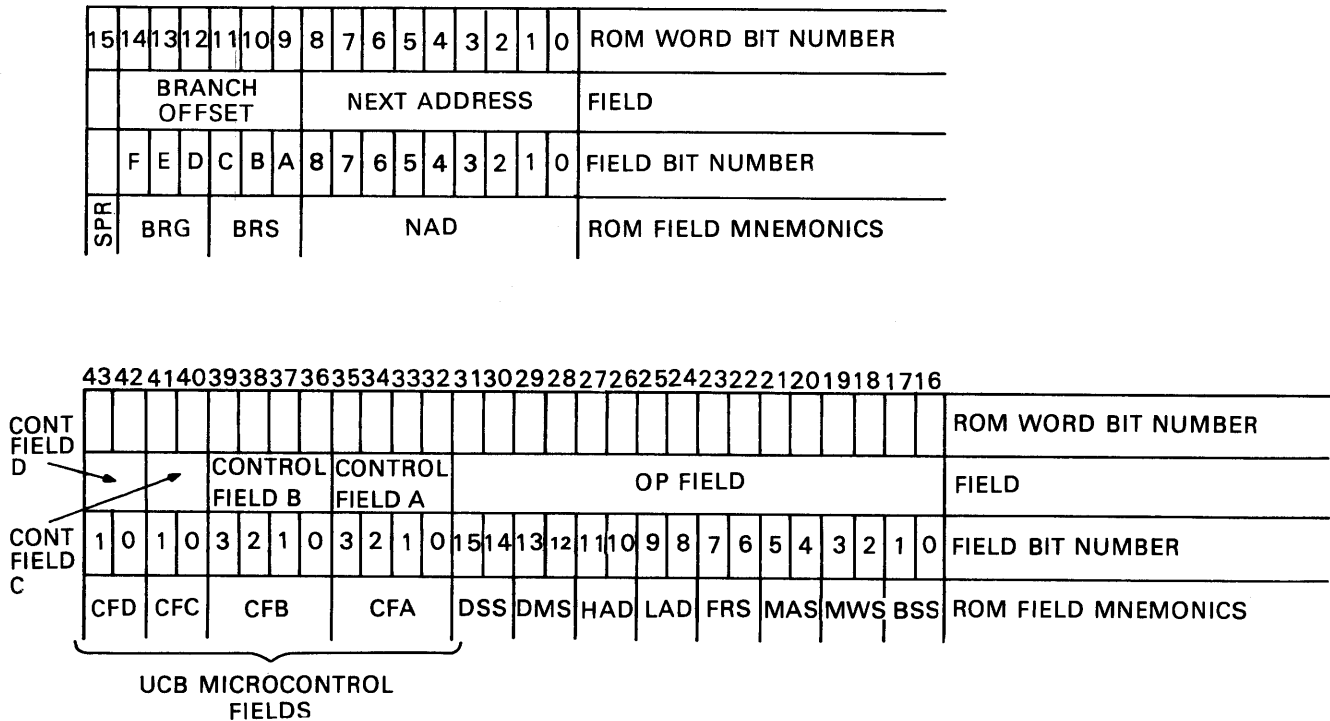 15 14 13 12 11 10 9 8 7 6 5 4 3 2 1 0 ROM WORD BIT NUMBER
BRANCH
OFFSET
NEXT ADDRESS
FIELD
F E D C B A 8 7 6 5 4 3 2 1 0 FIELD BIT NUMBER
SPR BRG BRS NAD ROM FIELD MNEMONICS
43 42 41 40 39 38 37 36 35 34 33 32 31 30 29 28 27 26 25 24 23 22 21 20 19 18 17 16
ROM WORD BIT NUMBER
CONT
FIELD
D
CONTROL
FIELD B
CONTROL
FIELD A
OP FIELD
FIELD
CONT
FIELD
C
1 0 1 0 3 2 1 0 3 2 1 0 15 14 13 12 11 10 9 8 7 6 5 4 3 2 1 0 FIELD BIT NUMBER
CFD CFC CFB CFA DSS DMS HAD LAD FRS MAS MWS BSS ROM FIELD MNEMONICS
UCB MICROCONTROL
FIELDS